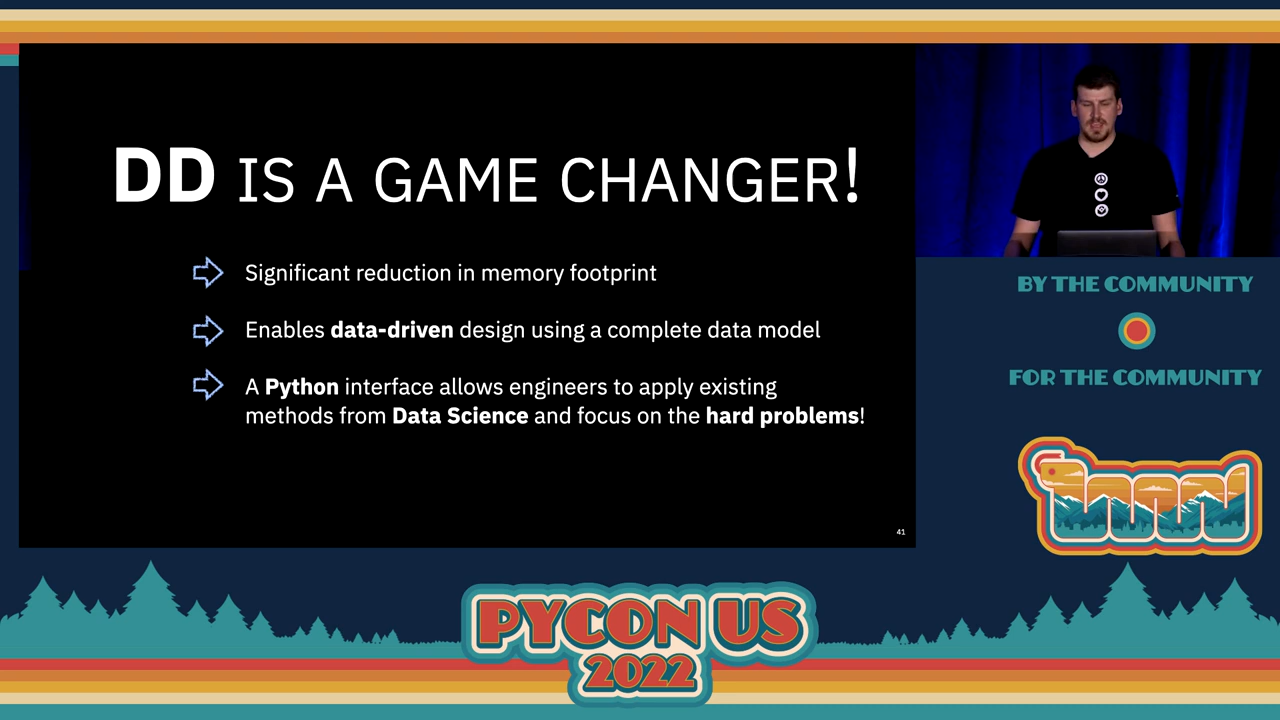 DD IS A GAME CHANGER!
Significant reduction in memory footprint
Enables data-driven design using a complete data model
A Python interface allows engineers to apply existing
methods from Data Science and focus on the hard problems!
41
BY THE COMMUNITY
FOR THE COMMUNITY
PYCON US
2022